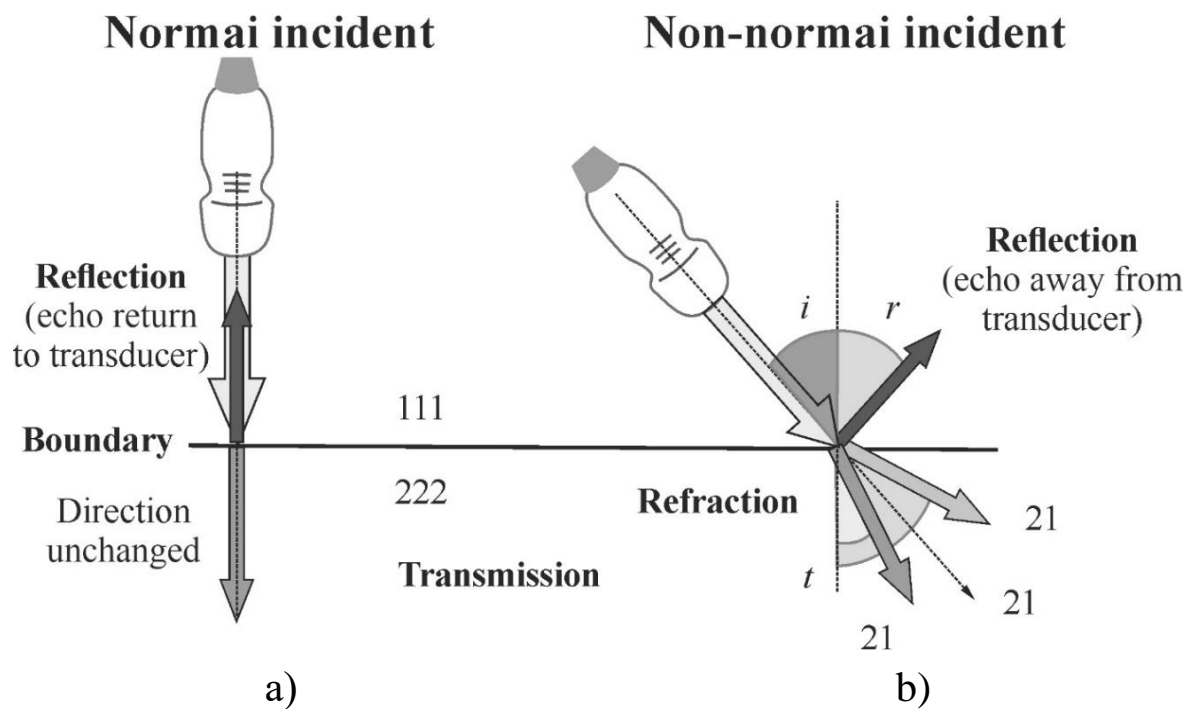 Normai incident
Non-normai incident
Reflection
(echo return
to transducer)
Reflection
(echo away from
transducer)
i
r
111
Boundary
222
Direction
unchanged
Refraction
Transmission
t
21
21
21
a)
b)